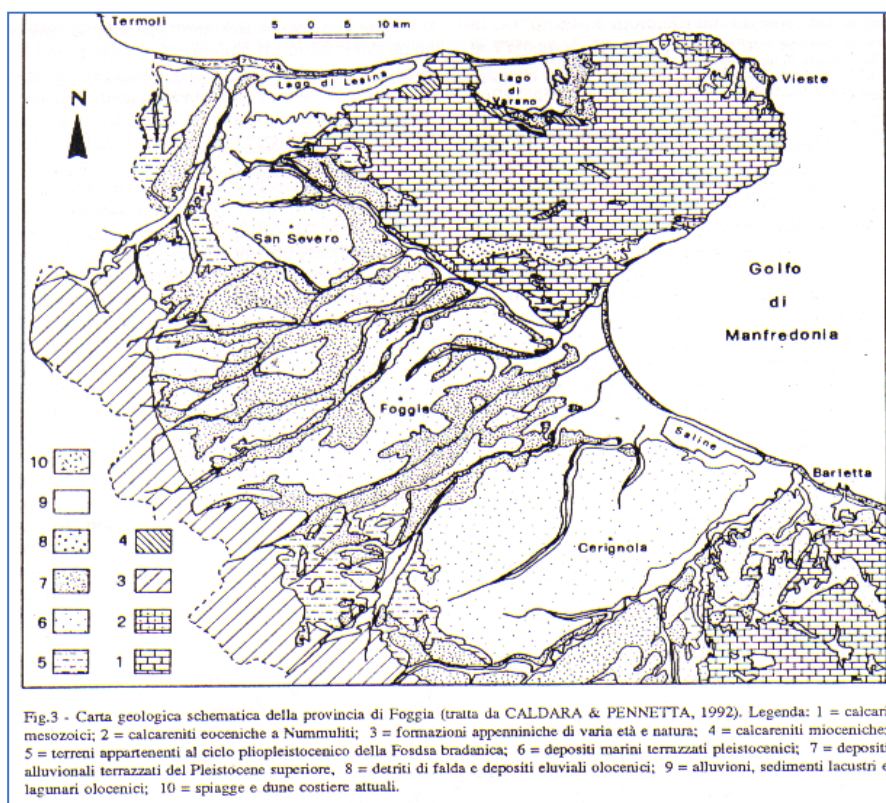 Termoli
5 0 5 10 km
Lago di Lesina
Lago
di
Varano
Vieste
N
San Severo
Golfo
di
Manfredonia
Foggia
Saline
Barletta
Cerignola
10
9
8 4
7 3
6 2
5 1
Fig.3 - Carta geologica schematica della provincia di Foggia (tratta da CALDARA & PENNETTA, 1992). Legenda: 1 = calcari
mesozoici; 2 = calcareniti eoceniche a Nummuliti; 3 = formazioni appenniniche di varia età e natura; 4 = calcareniti mioceniche;
5 = terreni appartenenti al ciclo pliopleistocenico della Fosdsa bradanica; 6 = depositi marini terrazzati pleistocenici; 7 = depositi
alluvionali terrazzati del Pleistocene superiore, 8 = detriti di falda e depositi eluviali olocenici; 9 = alluvioni, sedimenti lacustri e
lagunari olocenici; 10 = spiagge e dune costiere attuali.